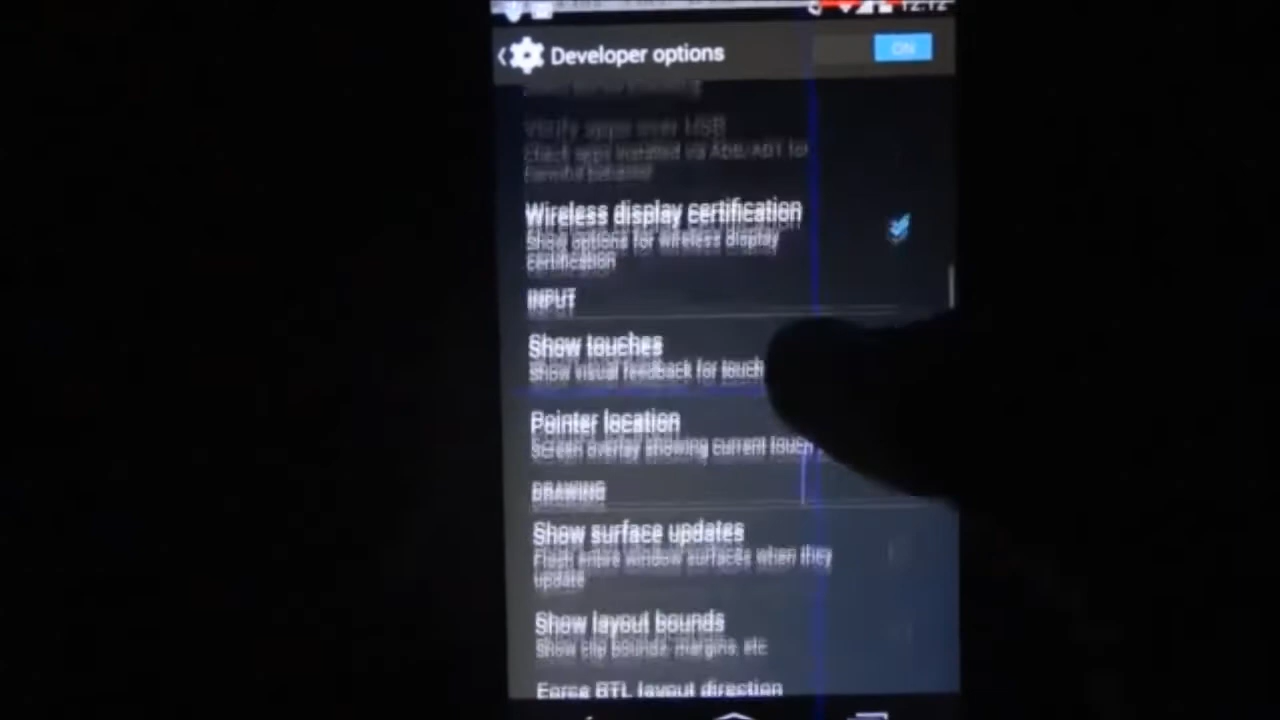 12:12
Developer options
ON
Verify apps over USB
Check apps installed via ADB/ADT for
harmful behavior
Wireless display certification
Show options for wireless display
certification
INPUT
Show touches
Show visual feedback for touch
Pointer location
Screen overlay showing current touch
DRAWING
Show surface updates
Flash entire window surfaces when they
update
Show layout bounds
Show clip bounds, margins, etc
Force RTL layout direction